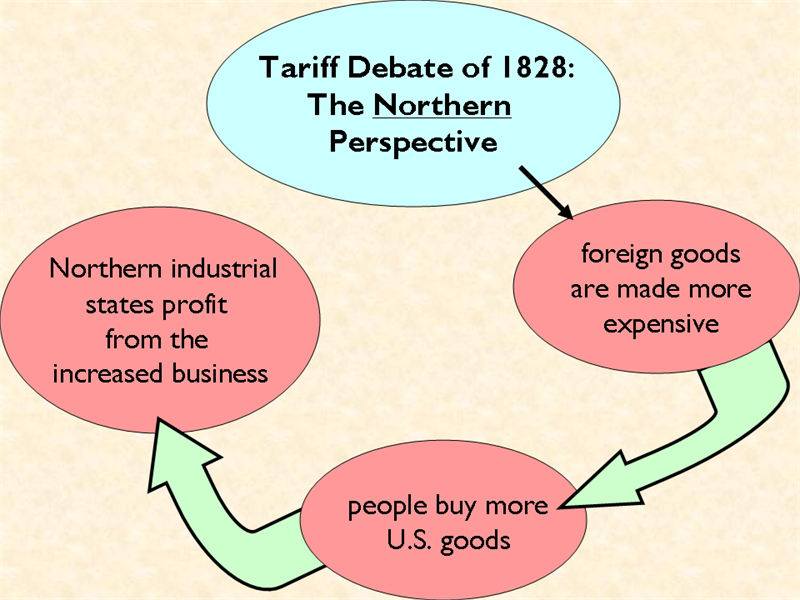 Tariff Debate of 1828:
The Northern
Perspective
foreign goods
are made more
expensive
people buy more
U.S. goods
Northern industrial
states profit
from the
increased business